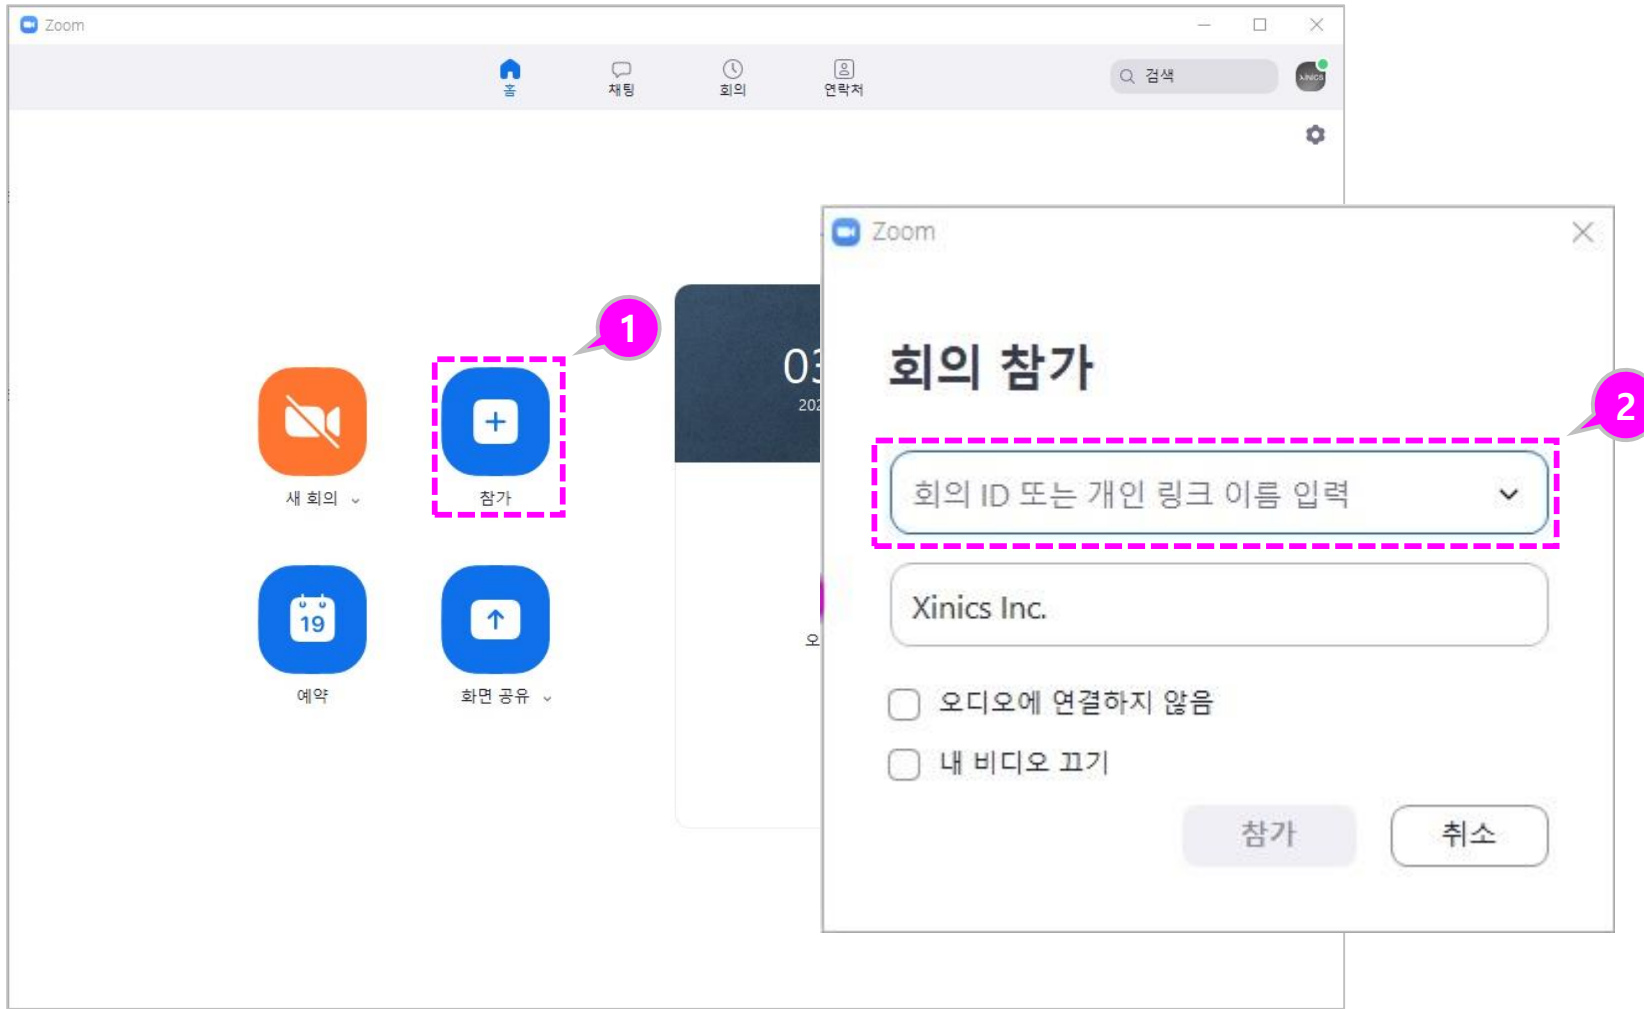 Zoom
홈
채팅
회의
연락처
검색
XINICS
1
새 회의
참가
19
예약
화면 공유
Zoom
회의 참가
2
회의 ID 또는 개인 링크 이름 입력
Xinics Inc.
오디오에 연결하지 않음
내 비디오 끄기
참가
취소